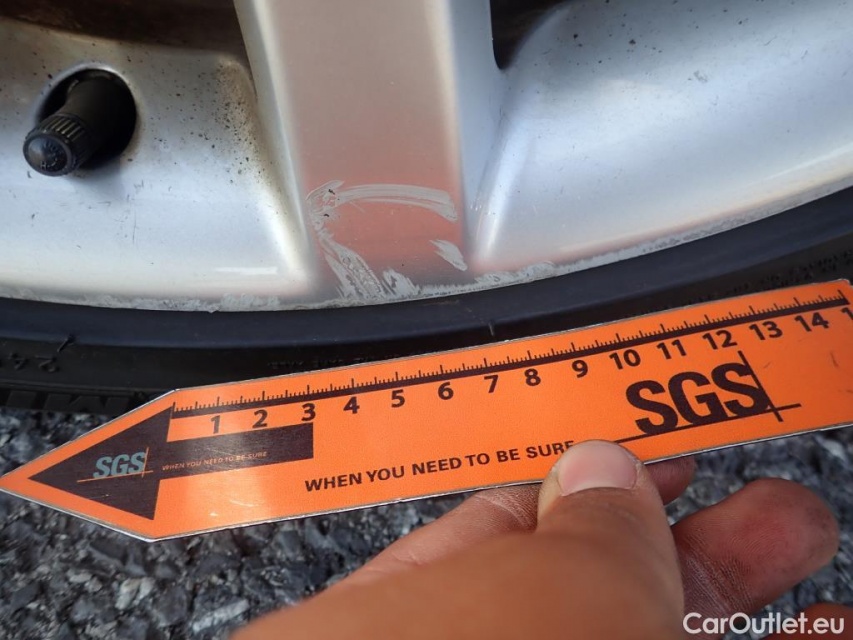 1 2 3 4 5 6 7 8 9 10 11 12 13 14
SGS
SGS
WHEN YOU NEED TO BE SURE
WHEN YOU NEED TO BE SURE
CarOutlet.eu